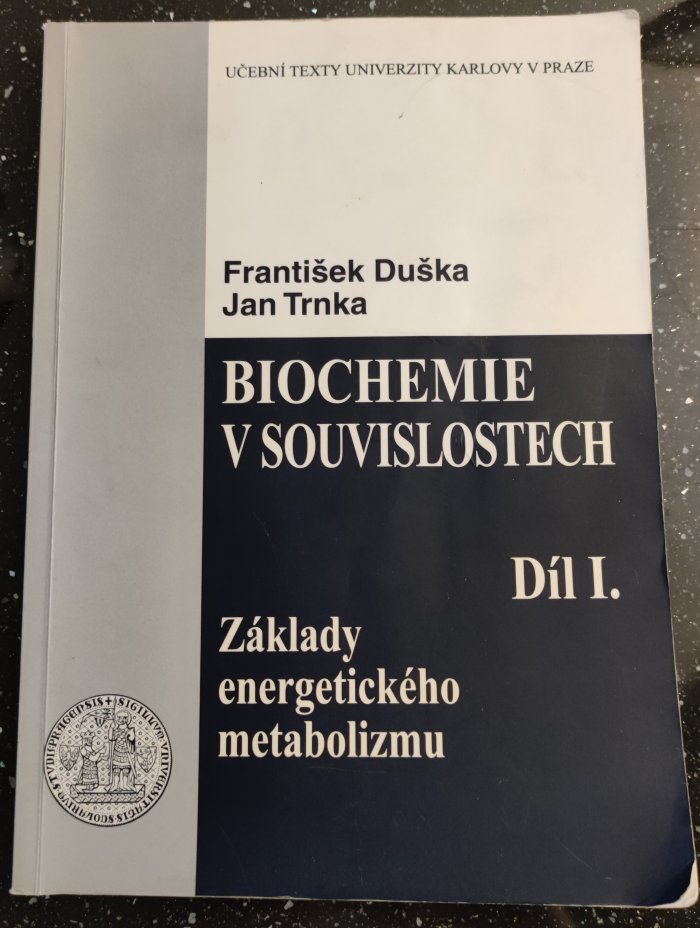 UČEBNÍ TEXTY UNIVERZITY KARLOVY V PRAZE
František Duška
Jan Trnka
BIOCHEMIE
V SOUVISLOSTECH
Díl I.
Základy
energetického
metabolizmu